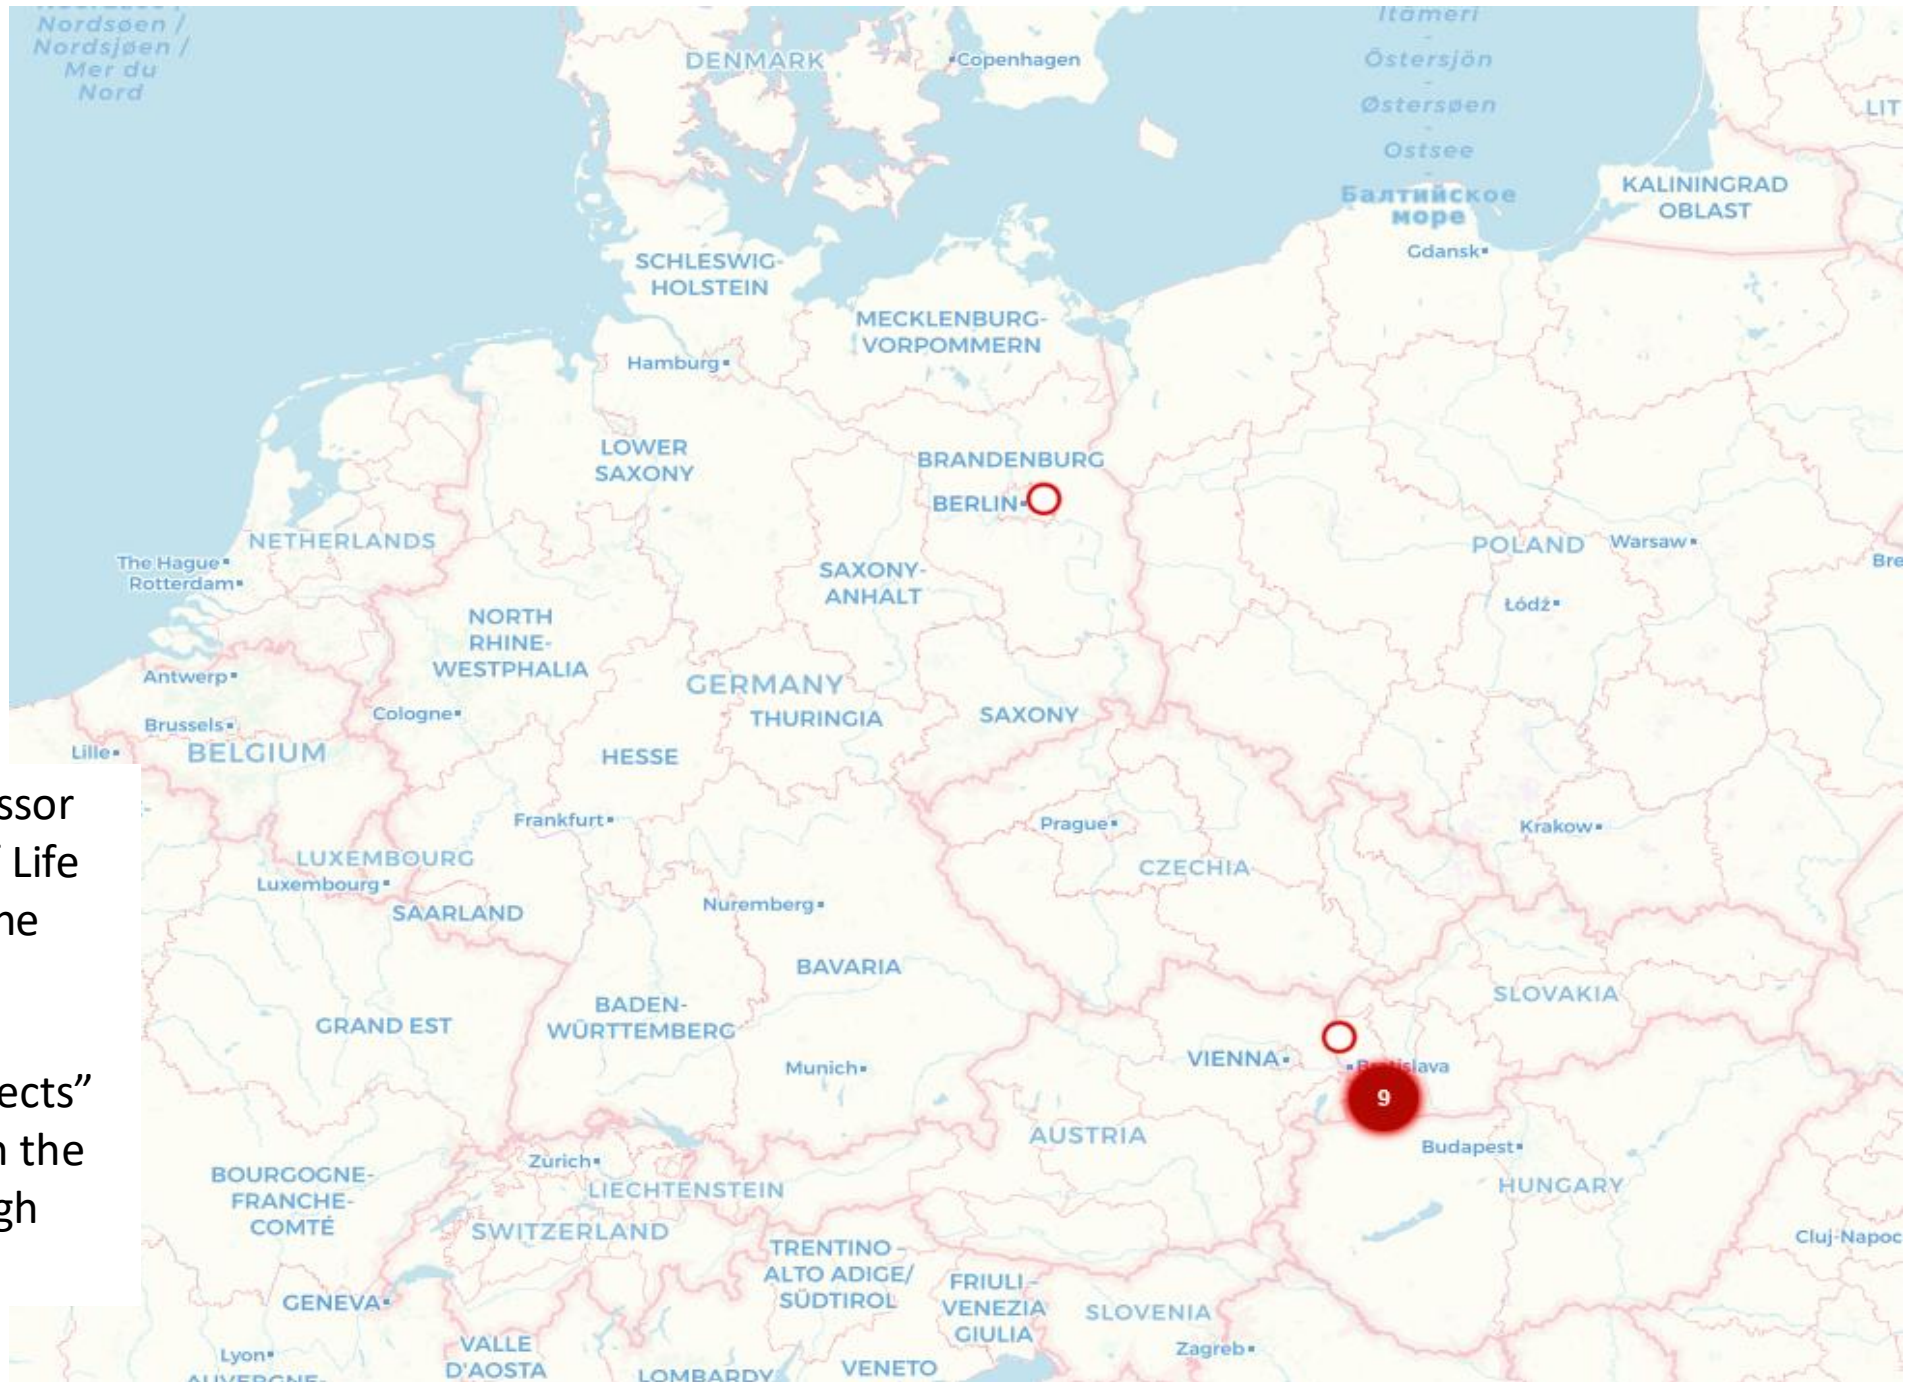 Nordsøen /
Nordsjøen /
Mer du
Nord
DENMARK
Copenhagen
Itämeri
-
Östersjön
-
Østersøen
-
Ostsee
-
Балтийское
море
LIT
KALININGRAD
OBLAST
Gdansk
SCHLESWIG-
HOLSTEIN
MECKLENBURG-
VORPOMMERN
Hamburg
LOWER
SAXONY
BRANDENBURG
BERLIN
NETHERLANDS
The Hague
Rotterdam
POLAND
Warsaw
Bre
Łódź
SAXONY-
ANHALT
NORTH
RHINE-
WESTPHALIA
Antwerp
GERMANY
Cologne
THURINGIA
SAXONY
Brussels
Lille
BELGIUM
HESSE
ssor
Life
ne
ects”
n the
gh
Frankfurt
Prague
Krakow
LUXEMBOURG
CZECHIA
Luxembourg
SAARLAND
Nuremberg
BAVARIA
SLOVAKIA
BADEN-
WÜRTTEMBERG
GRAND EST
VIENNA
Munich
Bratislava
9
AUSTRIA
Budapest
HUNGARY
Zurich
BOURGOGNE-
FRANCHE-
COMTÉ
LIECHTENSTEIN
SWITZERLAND
Cluj-Napoc
TRENTINO -
ALTO ADIGE/
SÜDTIROL
FRIULI -
VENEZIA
GIULIA
GENEVA
SLOVENIA
VALLE
D'AOSTA
Zagreb
Lyon
LOMBARDY
VENETO